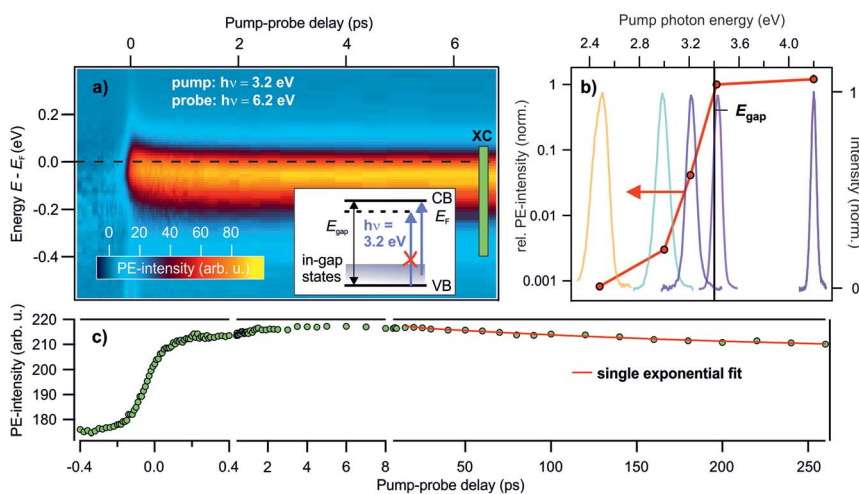 Pump-probe delay (ps)
0 2 4 6
Energy E - E_F (eV)
0.2
0.0
-0.2
-0.4
a)
pump: hν = 3.2 eV
probe: hν = 6.2 eV
XC
0 20 40 60 80
PE-intensity (arb. u.)
CB
E_gap
E_F
hν =
3.2 eV
in-gap
states
VB
Pump photon energy (eV)
2.4 2.8 3.2 3.6 4.2
b)
rel. PE-intensity (norm.)
1
0.1
0.01
0.001
E_gap
Intensity (norm.)
1
0
c)
PE-intensity (arb. u.)
220
210
200
190
180
single exponential fit
-0.4 0.0 0.4 2 4 6 8 50 100 150 200 250
Pump-probe delay (ps)